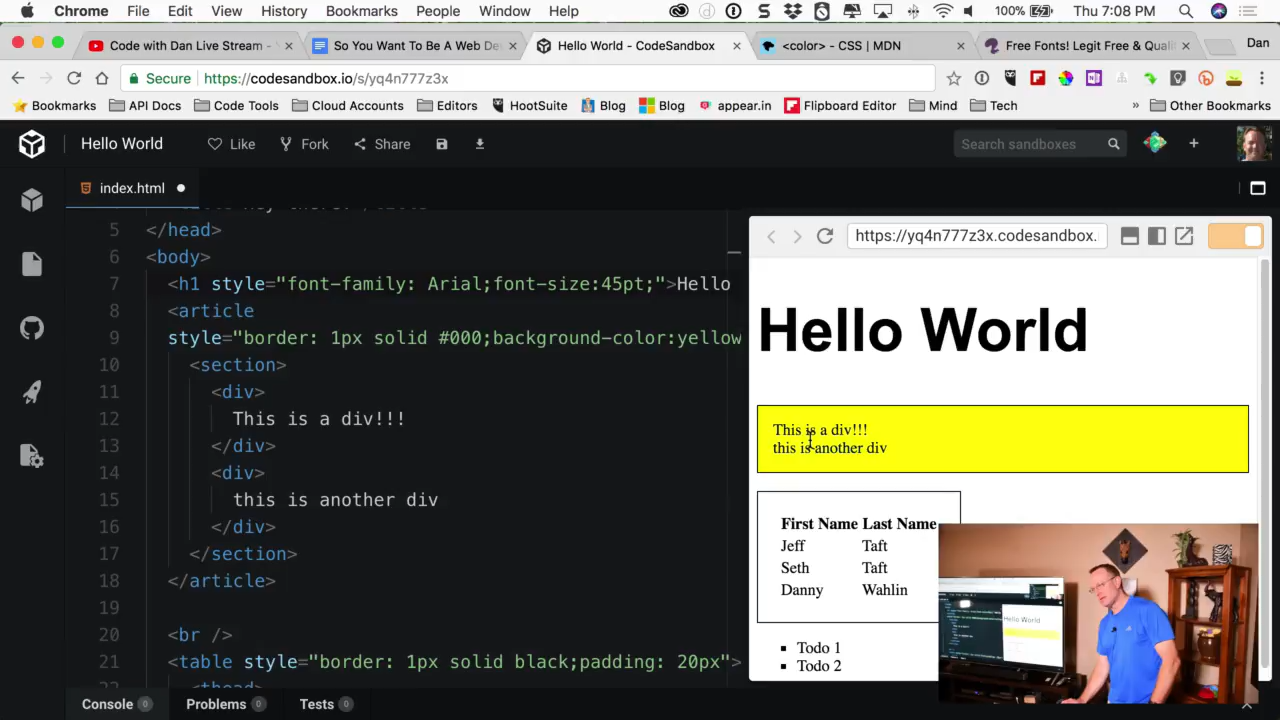 Chrome File Edit View History Bookmarks People Window Help 100% Thu 7:08 PM
Code with Dan Live Stream - So You Want To Be A Web De Hello World - CodeSandbox <color> - CSS | MDN Free Fonts! Legit Free & Quali Dan
Secure https://codesandbox.io/s/yq4n777z3x
Bookmarks API Docs Code Tools Cloud Accounts Editors HootSuite Blog Blog appear.in Flipboard Editor Mind Tech » Other Bookmarks
Hello World Like Fork Share Search sandboxes
index.html
5 </head>
6 <body>
7 <h1 style="font-family: Arial;font-size:45pt;">Hello
8 <article
9 style="border: 1px solid #000;background-color:yellow
10 <section>
11 <div>
12 This is a div!!!
13 </div>
14 <div>
15 this is another div
16 </div>
17 </section>
18 </article>
19
20 <br />
21 <table style="border: 1px solid black;padding: 20px">
<thead>
Console 0 Problems 0 Tests 0
https://yq4n777z3x.codesandbox.
Hello World
This is a div!!!
this is another div
First Name Last Name
Jeff Taft
Seth Taft
Danny Wahlin
Todo 1
Todo 2
Hello World